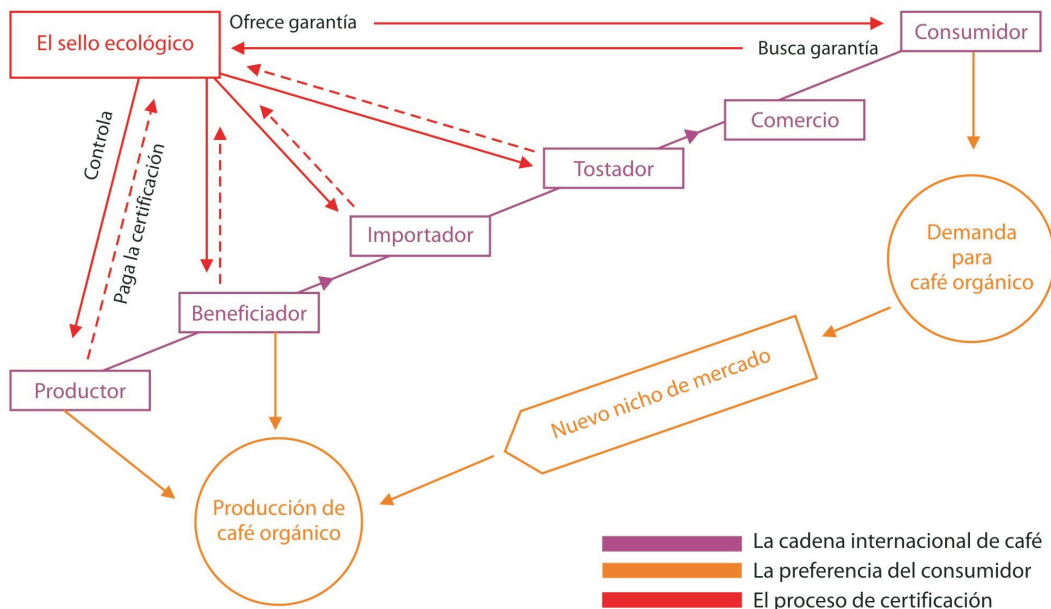 El sello ecológico
Ofrece garantía
Busca garantía
Consumidor
Comercio
Tostador
Importador
Beneficiador
Productor
Controla
Paga la certificación
Demanda
para
café orgánico
Nuevo nicho de mercado
Producción de
café orgánico
La cadena internacional de café
La preferencia del consumidor
El proceso de certificación